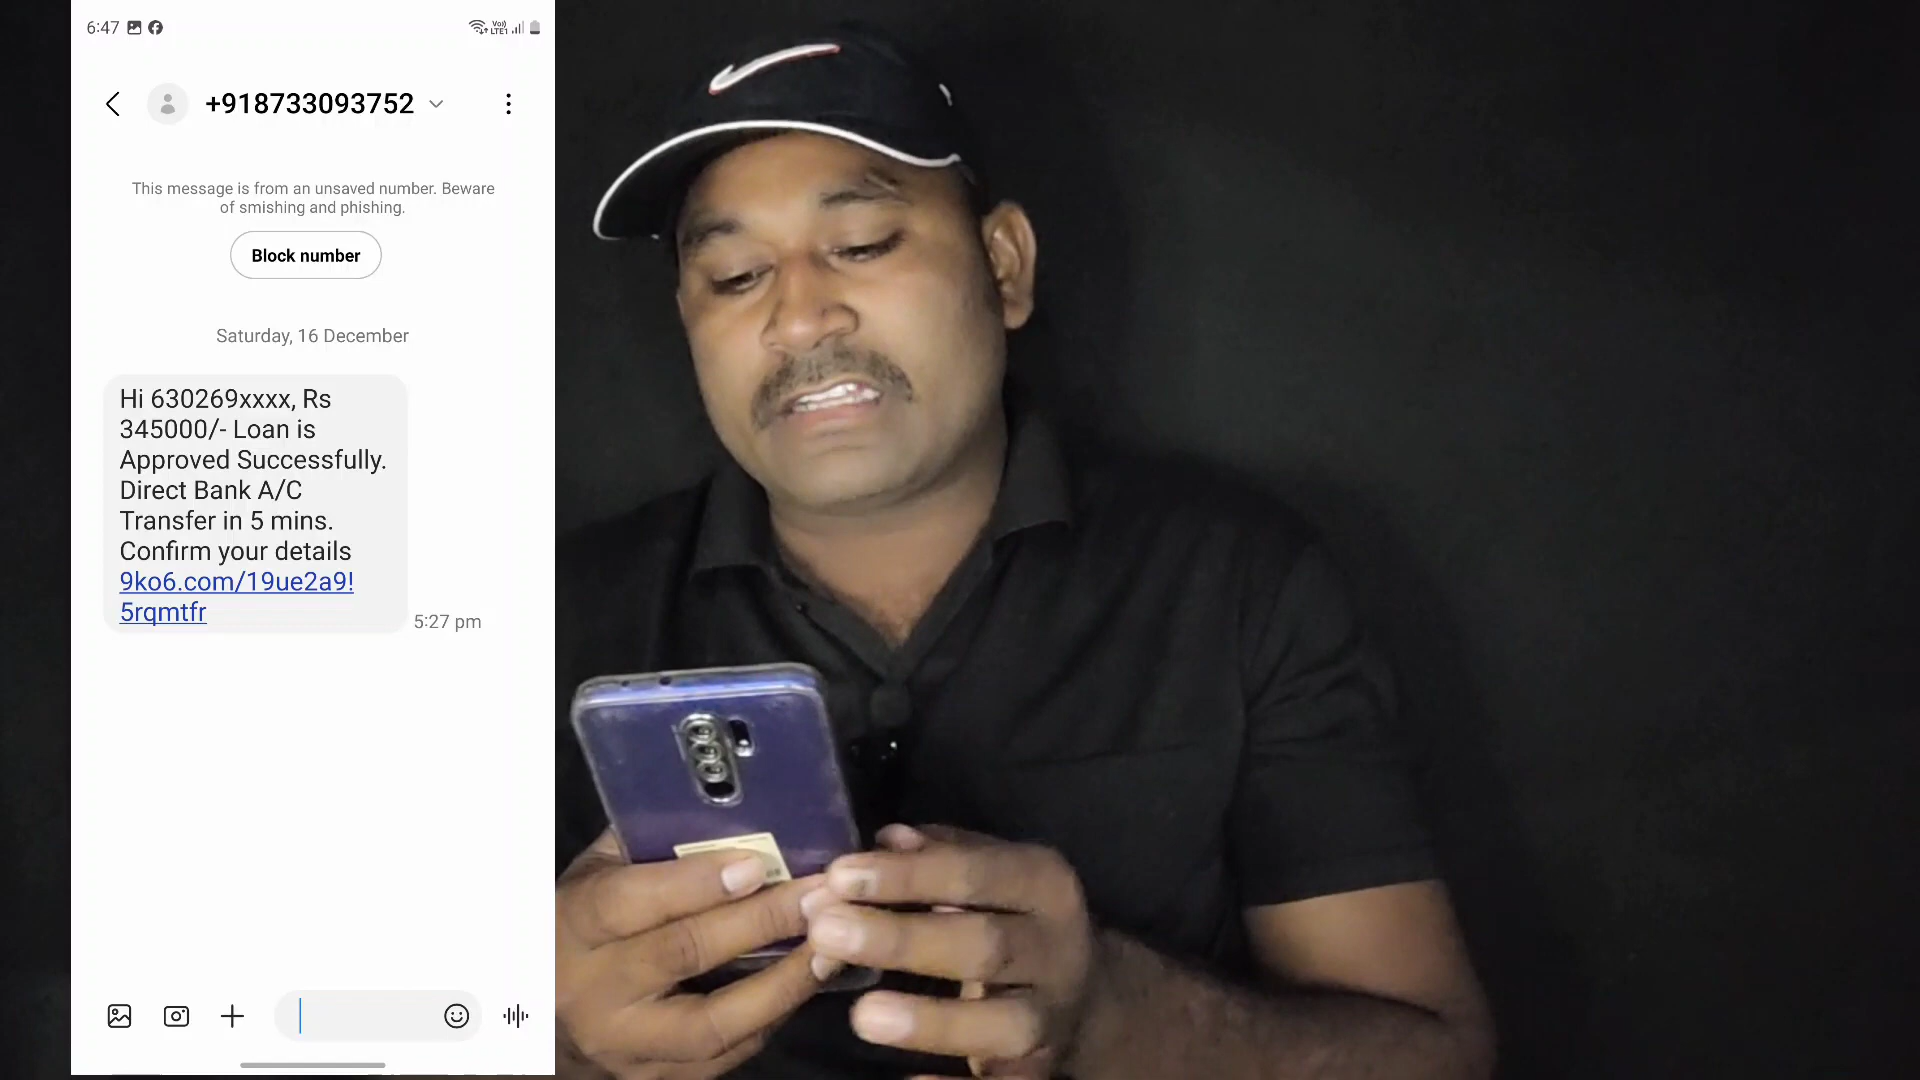 6:47
Vo)
LTE1
+918733093752
This message is from an unsaved number. Beware
of smishing and phishing.
Block number
Saturday, 16 December
Hi 630269xxxx, Rs
345000/- Loan is
Approved Successfully.
Direct Bank A/C
Transfer in 5 mins.
Confirm your details
9ko6.com/19ue2a9!
5rqmtfr
5:27 pm